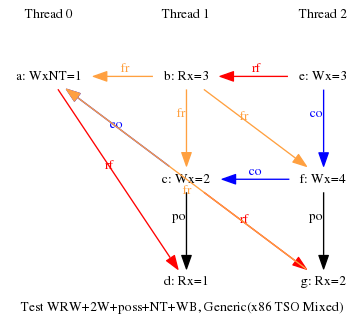 Thread 0 Thread 1 Thread 2
fr rf
a: WxNT=1 b: Rx=3 e: Wx=3
co fr fr co
rf co
c: Wx=2 f: Wx=4
fr
po rf po
d: Rx=1 g: Rx=2
Test WRW+2W+poss+NT+WB, Generic(x86 TSO Mixed)